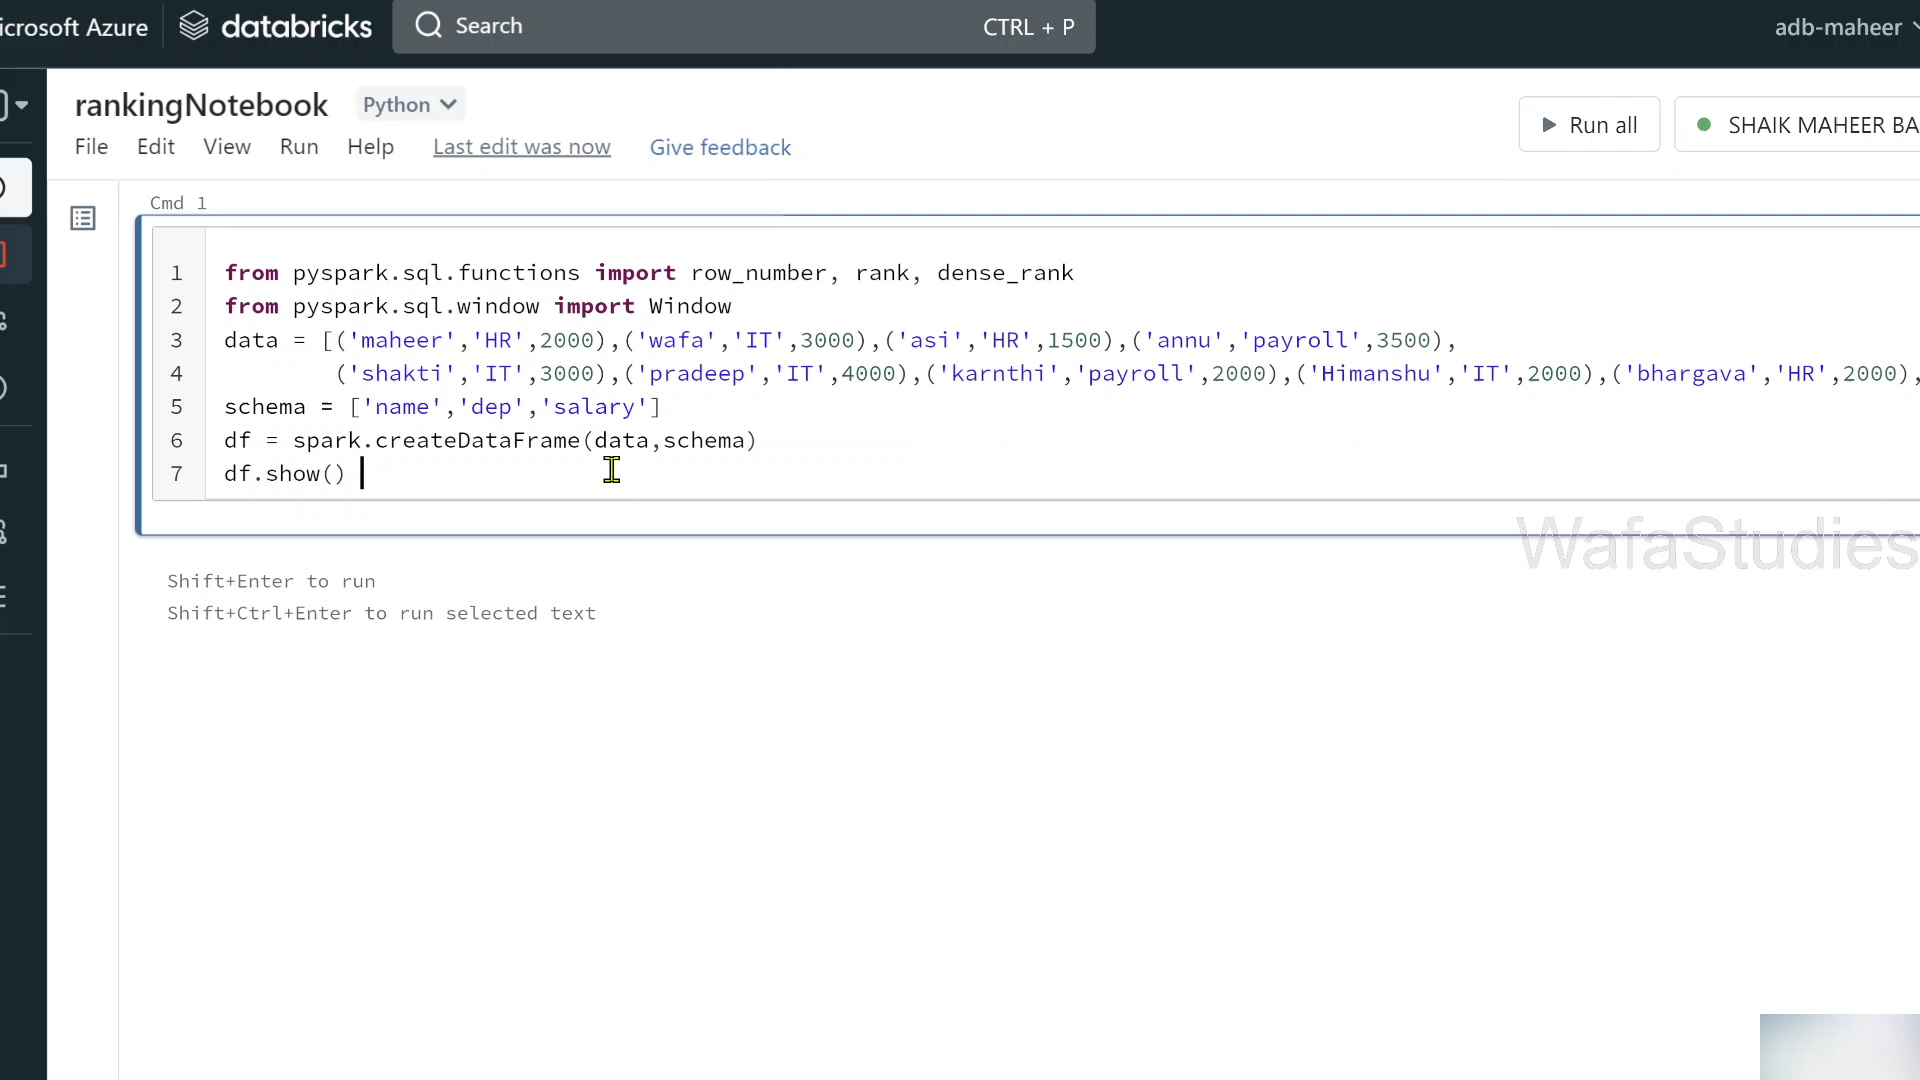 icrosoft Azure databricks Search CTRL + P adb-maheer
rankingNotebook Python
Run all SHAIK MAHEER BA
File Edit View Run Help Last edit was now Give feedback
Cmd 1
1 from pyspark.sql.functions import row_number, rank, dense_rank
2 from pyspark.sql.window import Window
3 data = [('maheer','HR',2000),('wafa','IT',3000),('asi','HR',1500),('annu','payroll',3500),
4 ('shakti','IT',3000),('pradeep','IT',4000),('karnthi','payroll',2000),('Himanshu','IT',2000),('bhargava','HR',2000),
5 schema = ['name','dep','salary']
6 df = spark.createDataFrame(data,schema)
7 df.show()
WafaStudies
Shift+Enter to run
Shift+Ctrl+Enter to run selected text